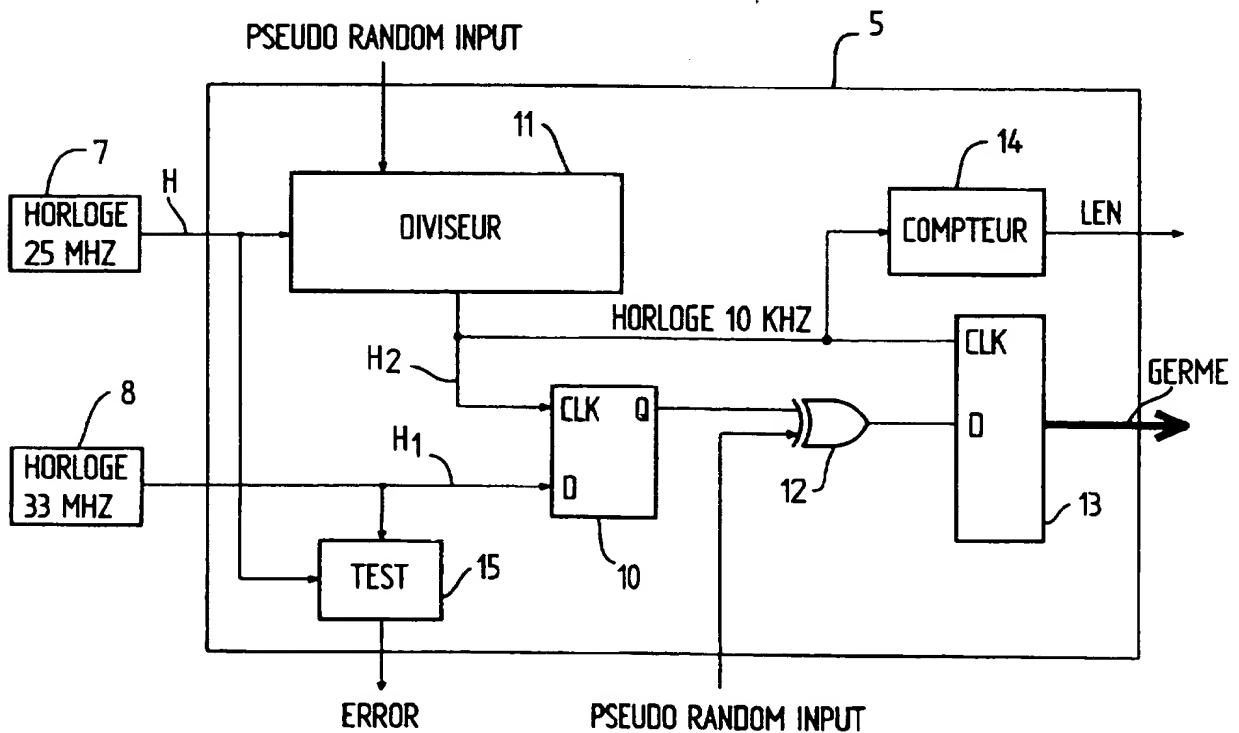 PSEUDO RANDOM INPUT
5
11
7
14
H
HORLOGE
25 MHZ
DIVISEUR
COMPTEUR
LEN
HORLOGE 10 KHZ
CLK
H2
GERME
8
CLK Q
HORLOGE
33 MHZ
H1
D
D
12
13
TEST
15
10
ERROR
PSEUDO RANDOM INPUT